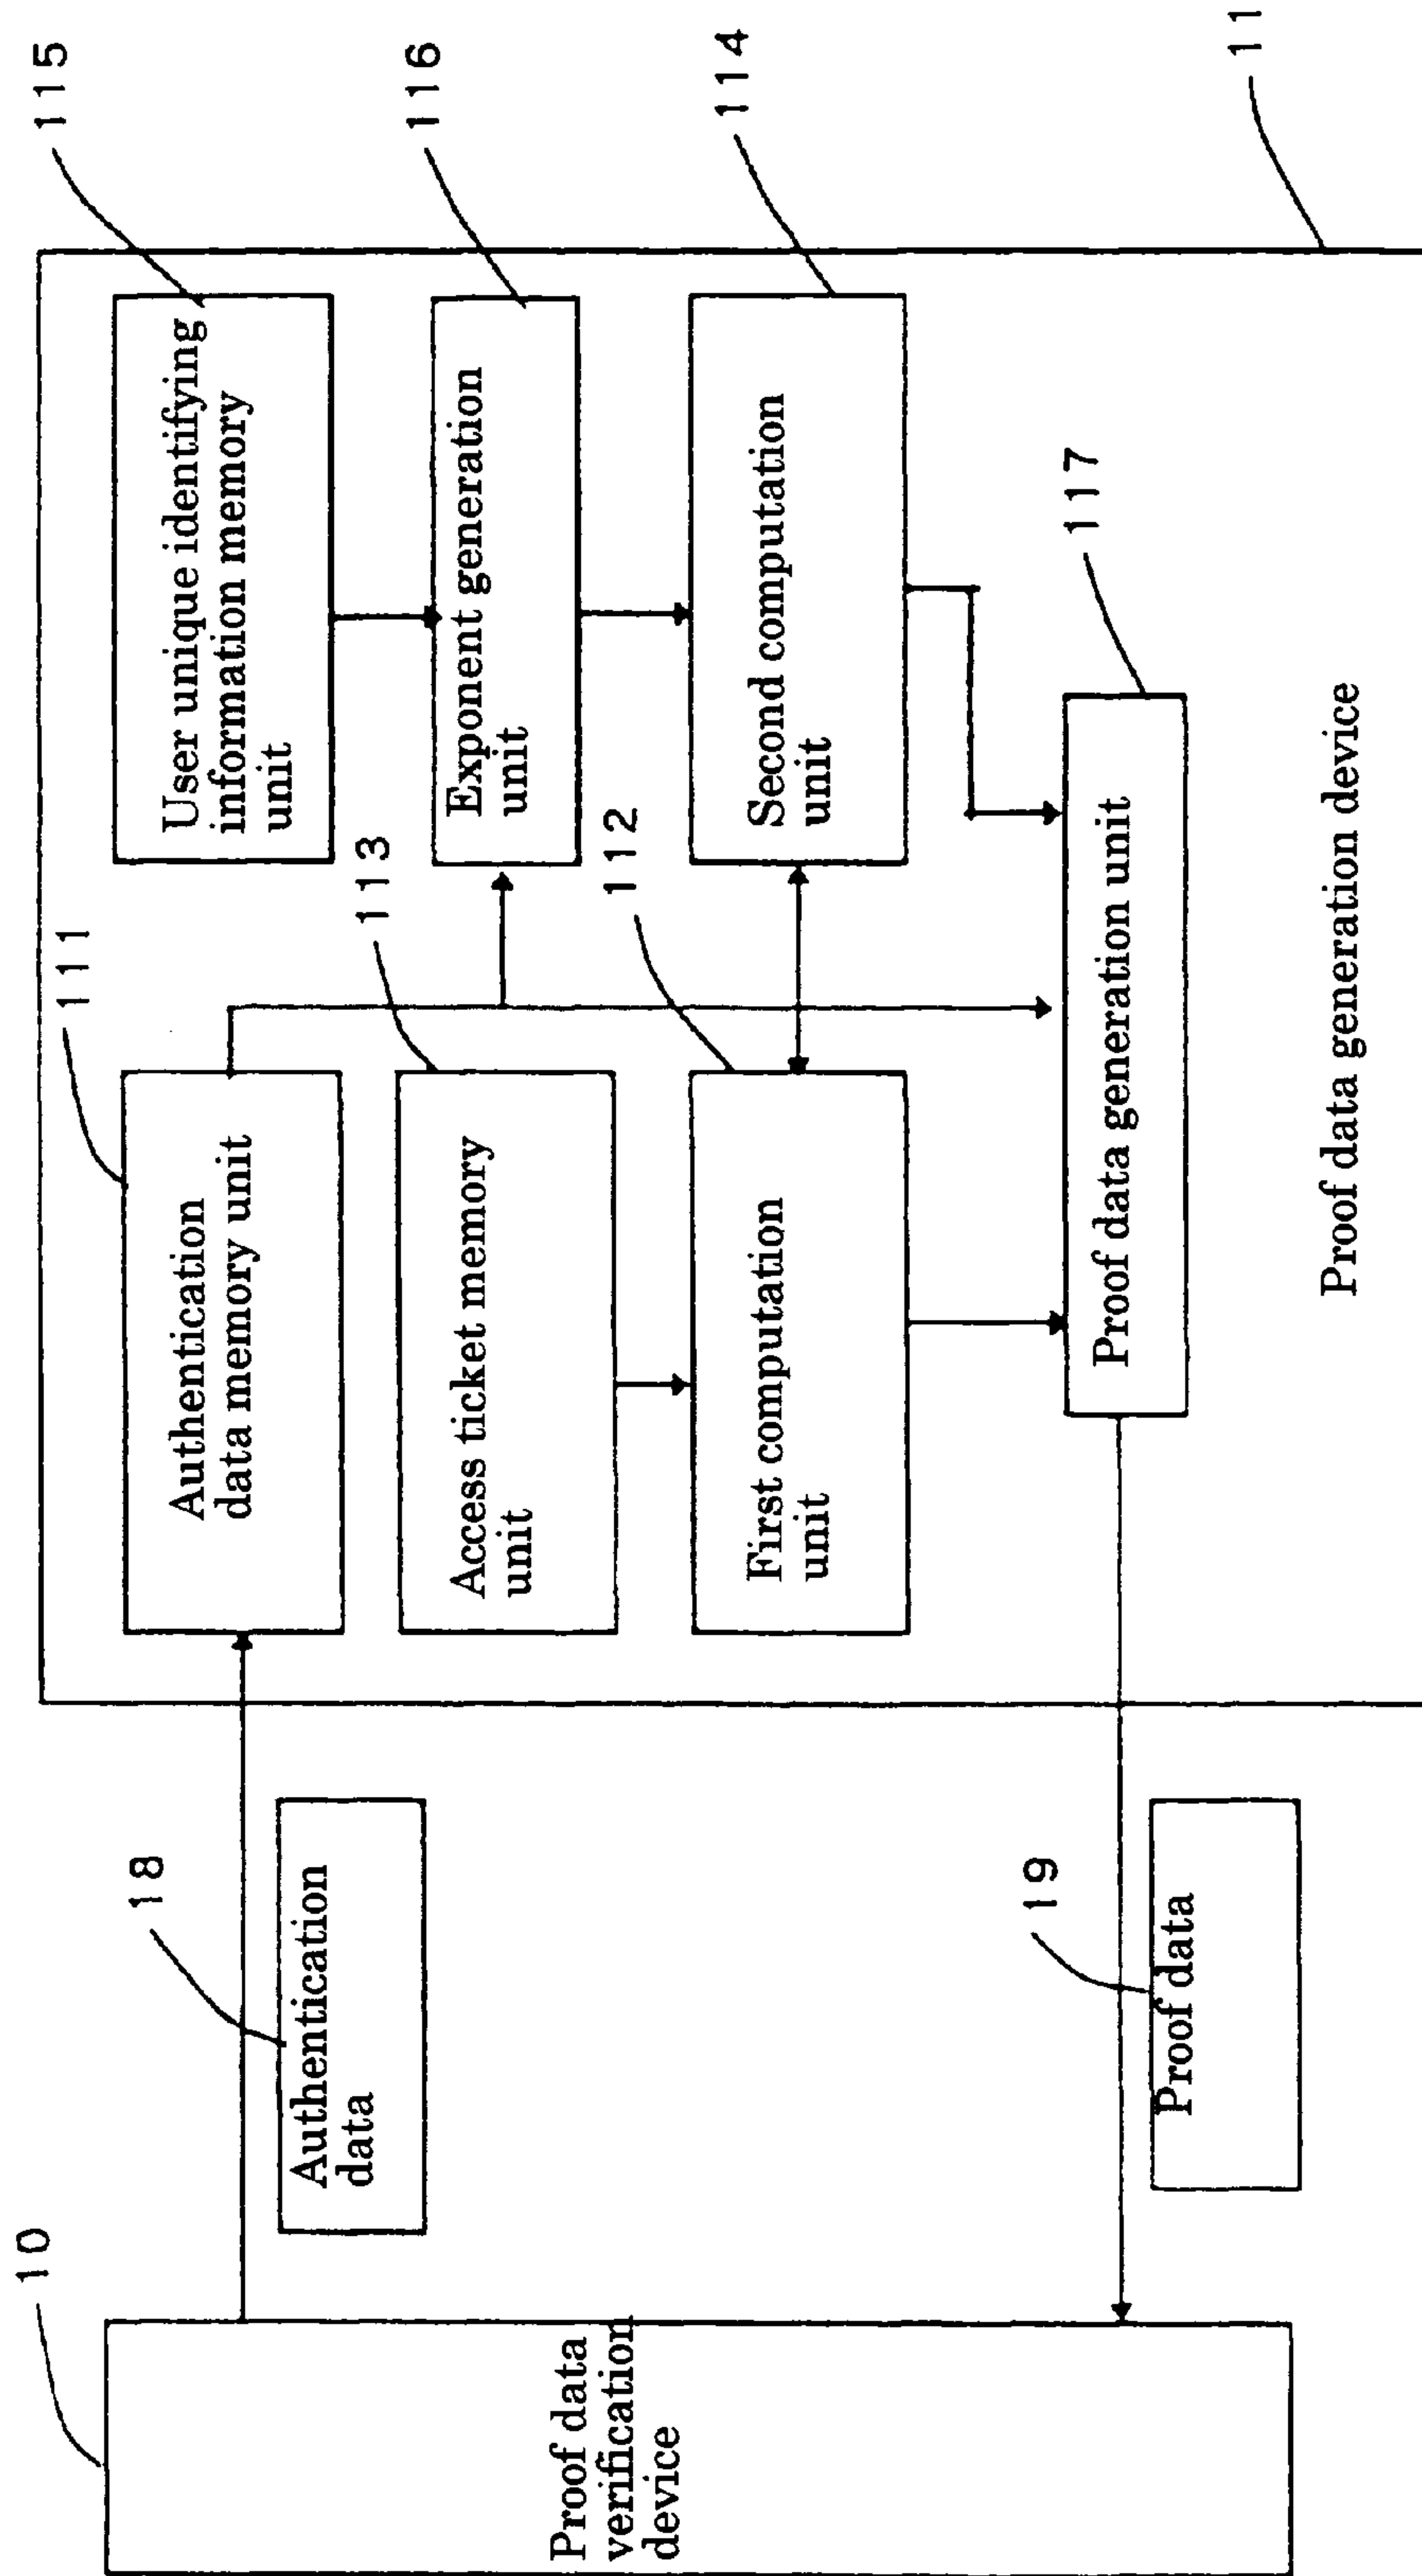 10
Proof data
verification
device
18
Authentication
data
19
Proof data
111
Authentication
data memory unit
113
Access ticket memory
unit
112
First computation
unit
115
User unique identifying
information memory
unit
116
Exponent generation
unit
114
Second computation
unit
117
Proof data generation unit
Proof data generation device
11